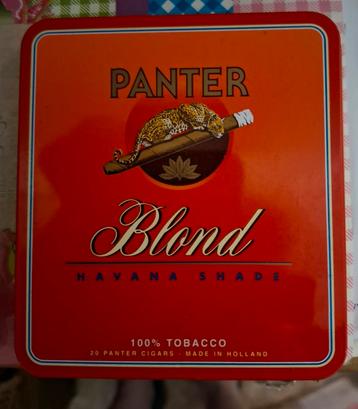 PANTER
Blond
HAVANA SHADE
100% TOBACCO
20 PANTER CIGARS - MADE IN HOLLAND